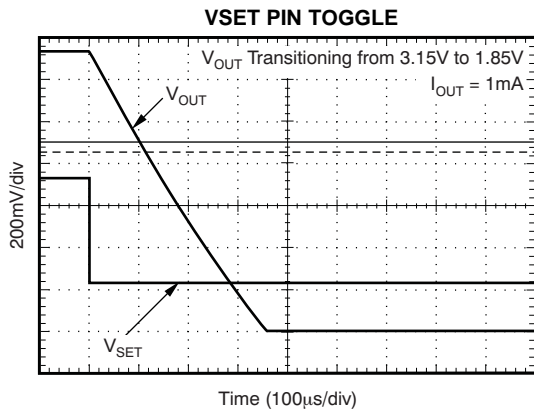 VSET PIN TOGGLE
VOUT Transitioning from 3.15V to 1.85V
IOUT = 1mA
VOUT
200mV/div
VSET
Time (100μs/div)